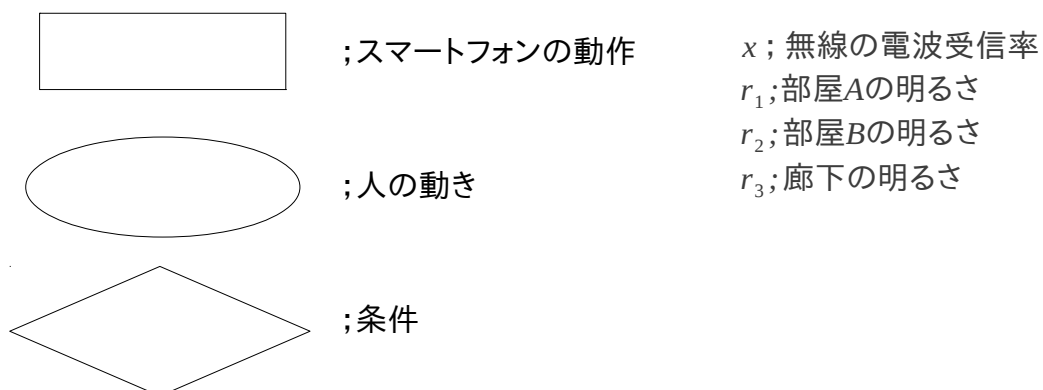 ;スマートフォンの動作
;人の動き
;条件
x ; 無線の電波受信率
r₁;部屋Aの明るさ
r₂;部屋Bの明るさ
r₃;廊下の明るさ